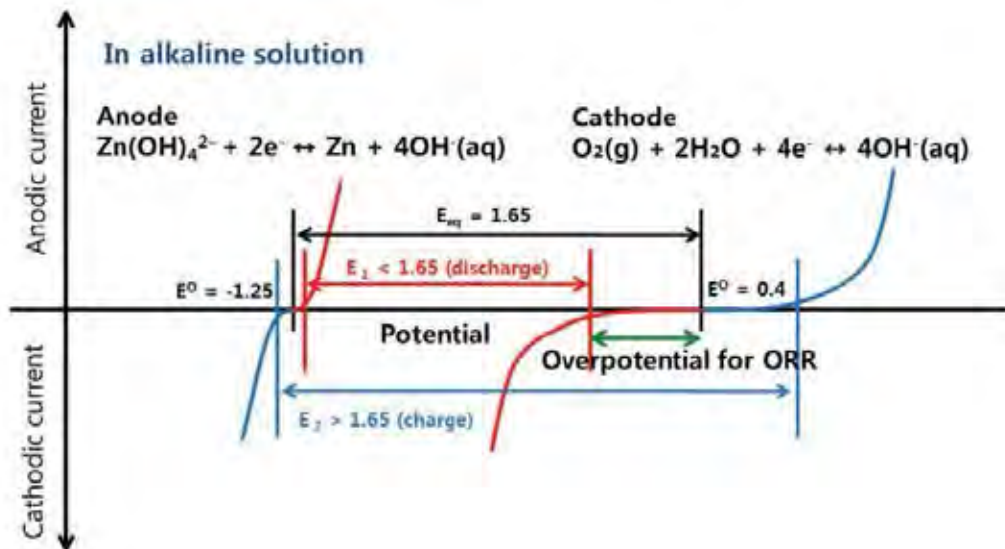 In alkaline solution
Anodic current
Anode
Zn(OH)₄²⁻ + 2e⁻ ↔ Zn + 4OH⁻(aq)
Cathode
O₂(g) + 2H₂O + 4e⁻ ↔ 4OH⁻(aq)
E_eq = 1.65
E₁ < 1.65 (discharge)
E⁰ = -1.25
E⁰ = 0.4
Potential
Overpotential for ORR
E₂ > 1.65 (charge)
Cathodic current